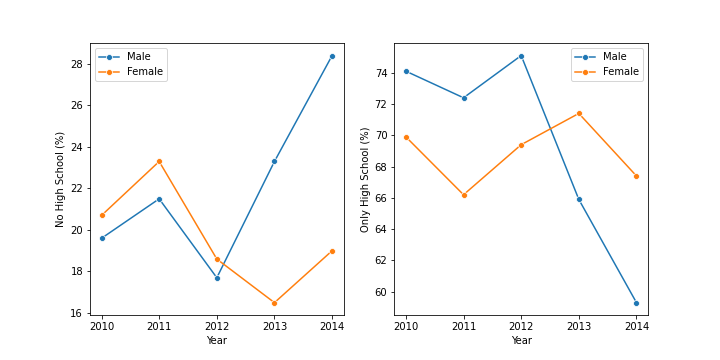 No High School (%)
28
26
24
22
20
18
16
2010 2011 2012 2013 2014
Year
Male
Female
Only High School (%)
74
72
70
68
66
64
62
60
2010 2011 2012 2013 2014
Year
Male
Female